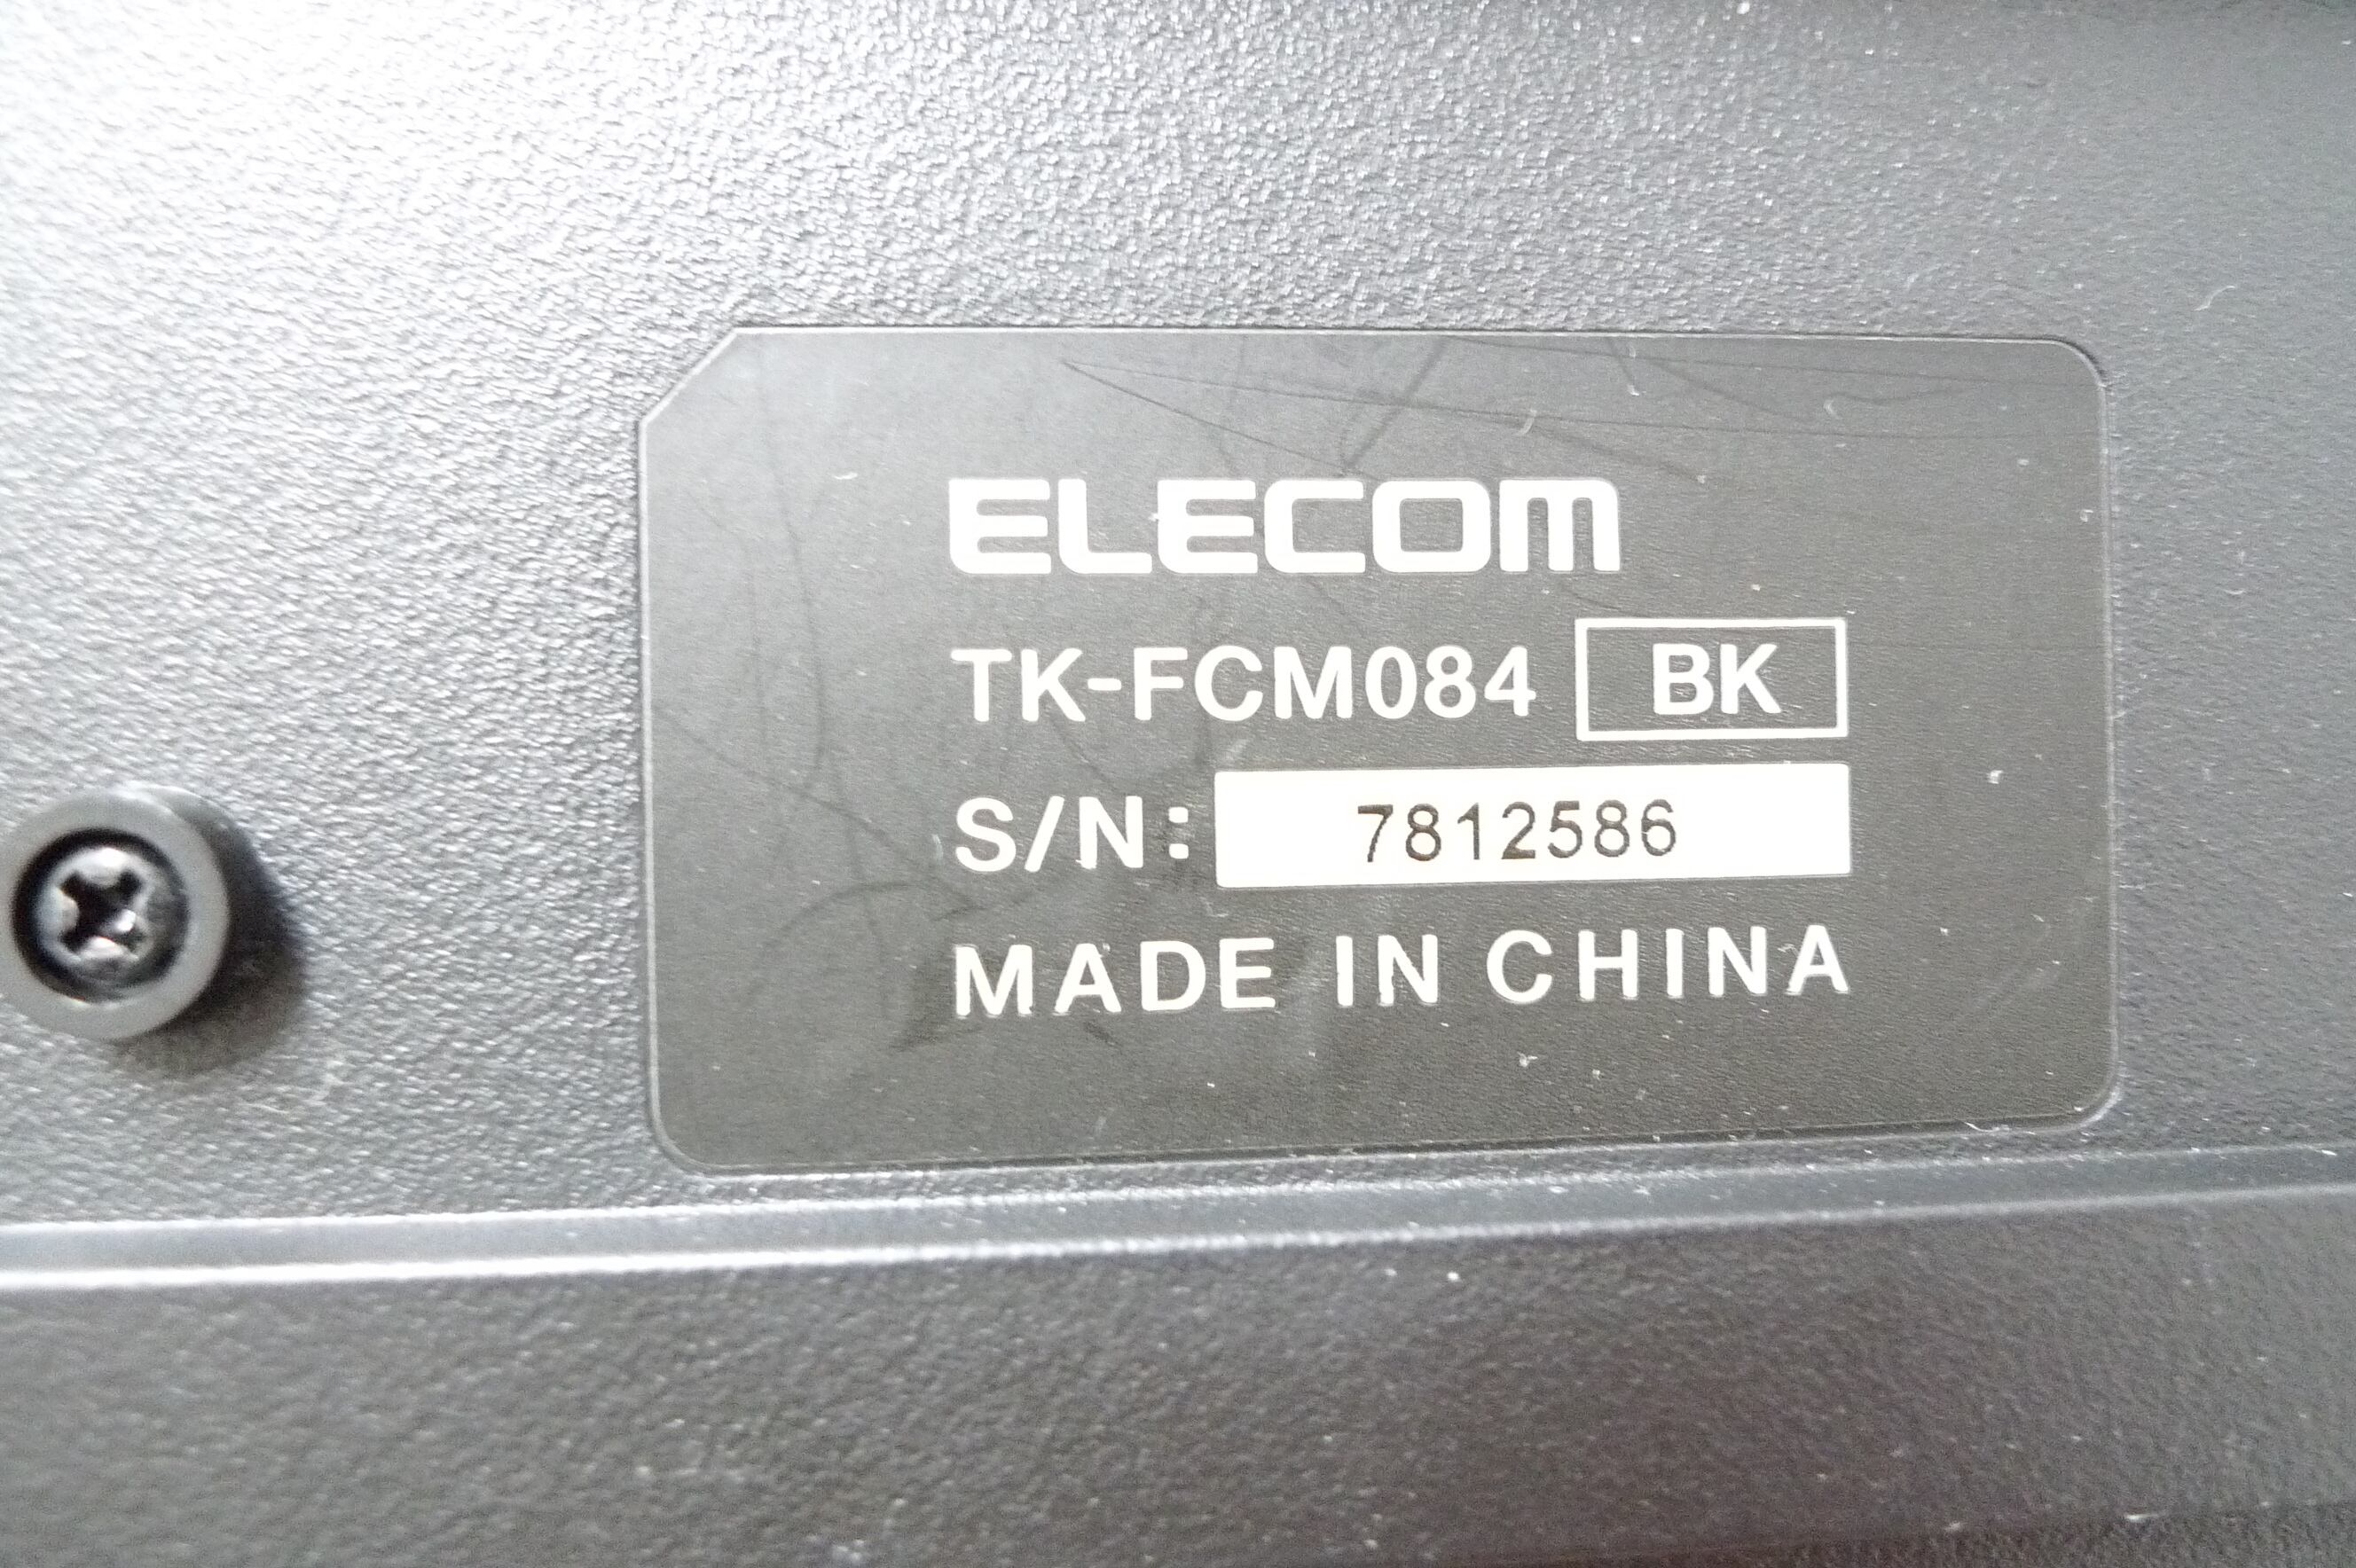 ELECOM
TK-FCM084 BK
S/N: 7812586
MADE IN CHINA